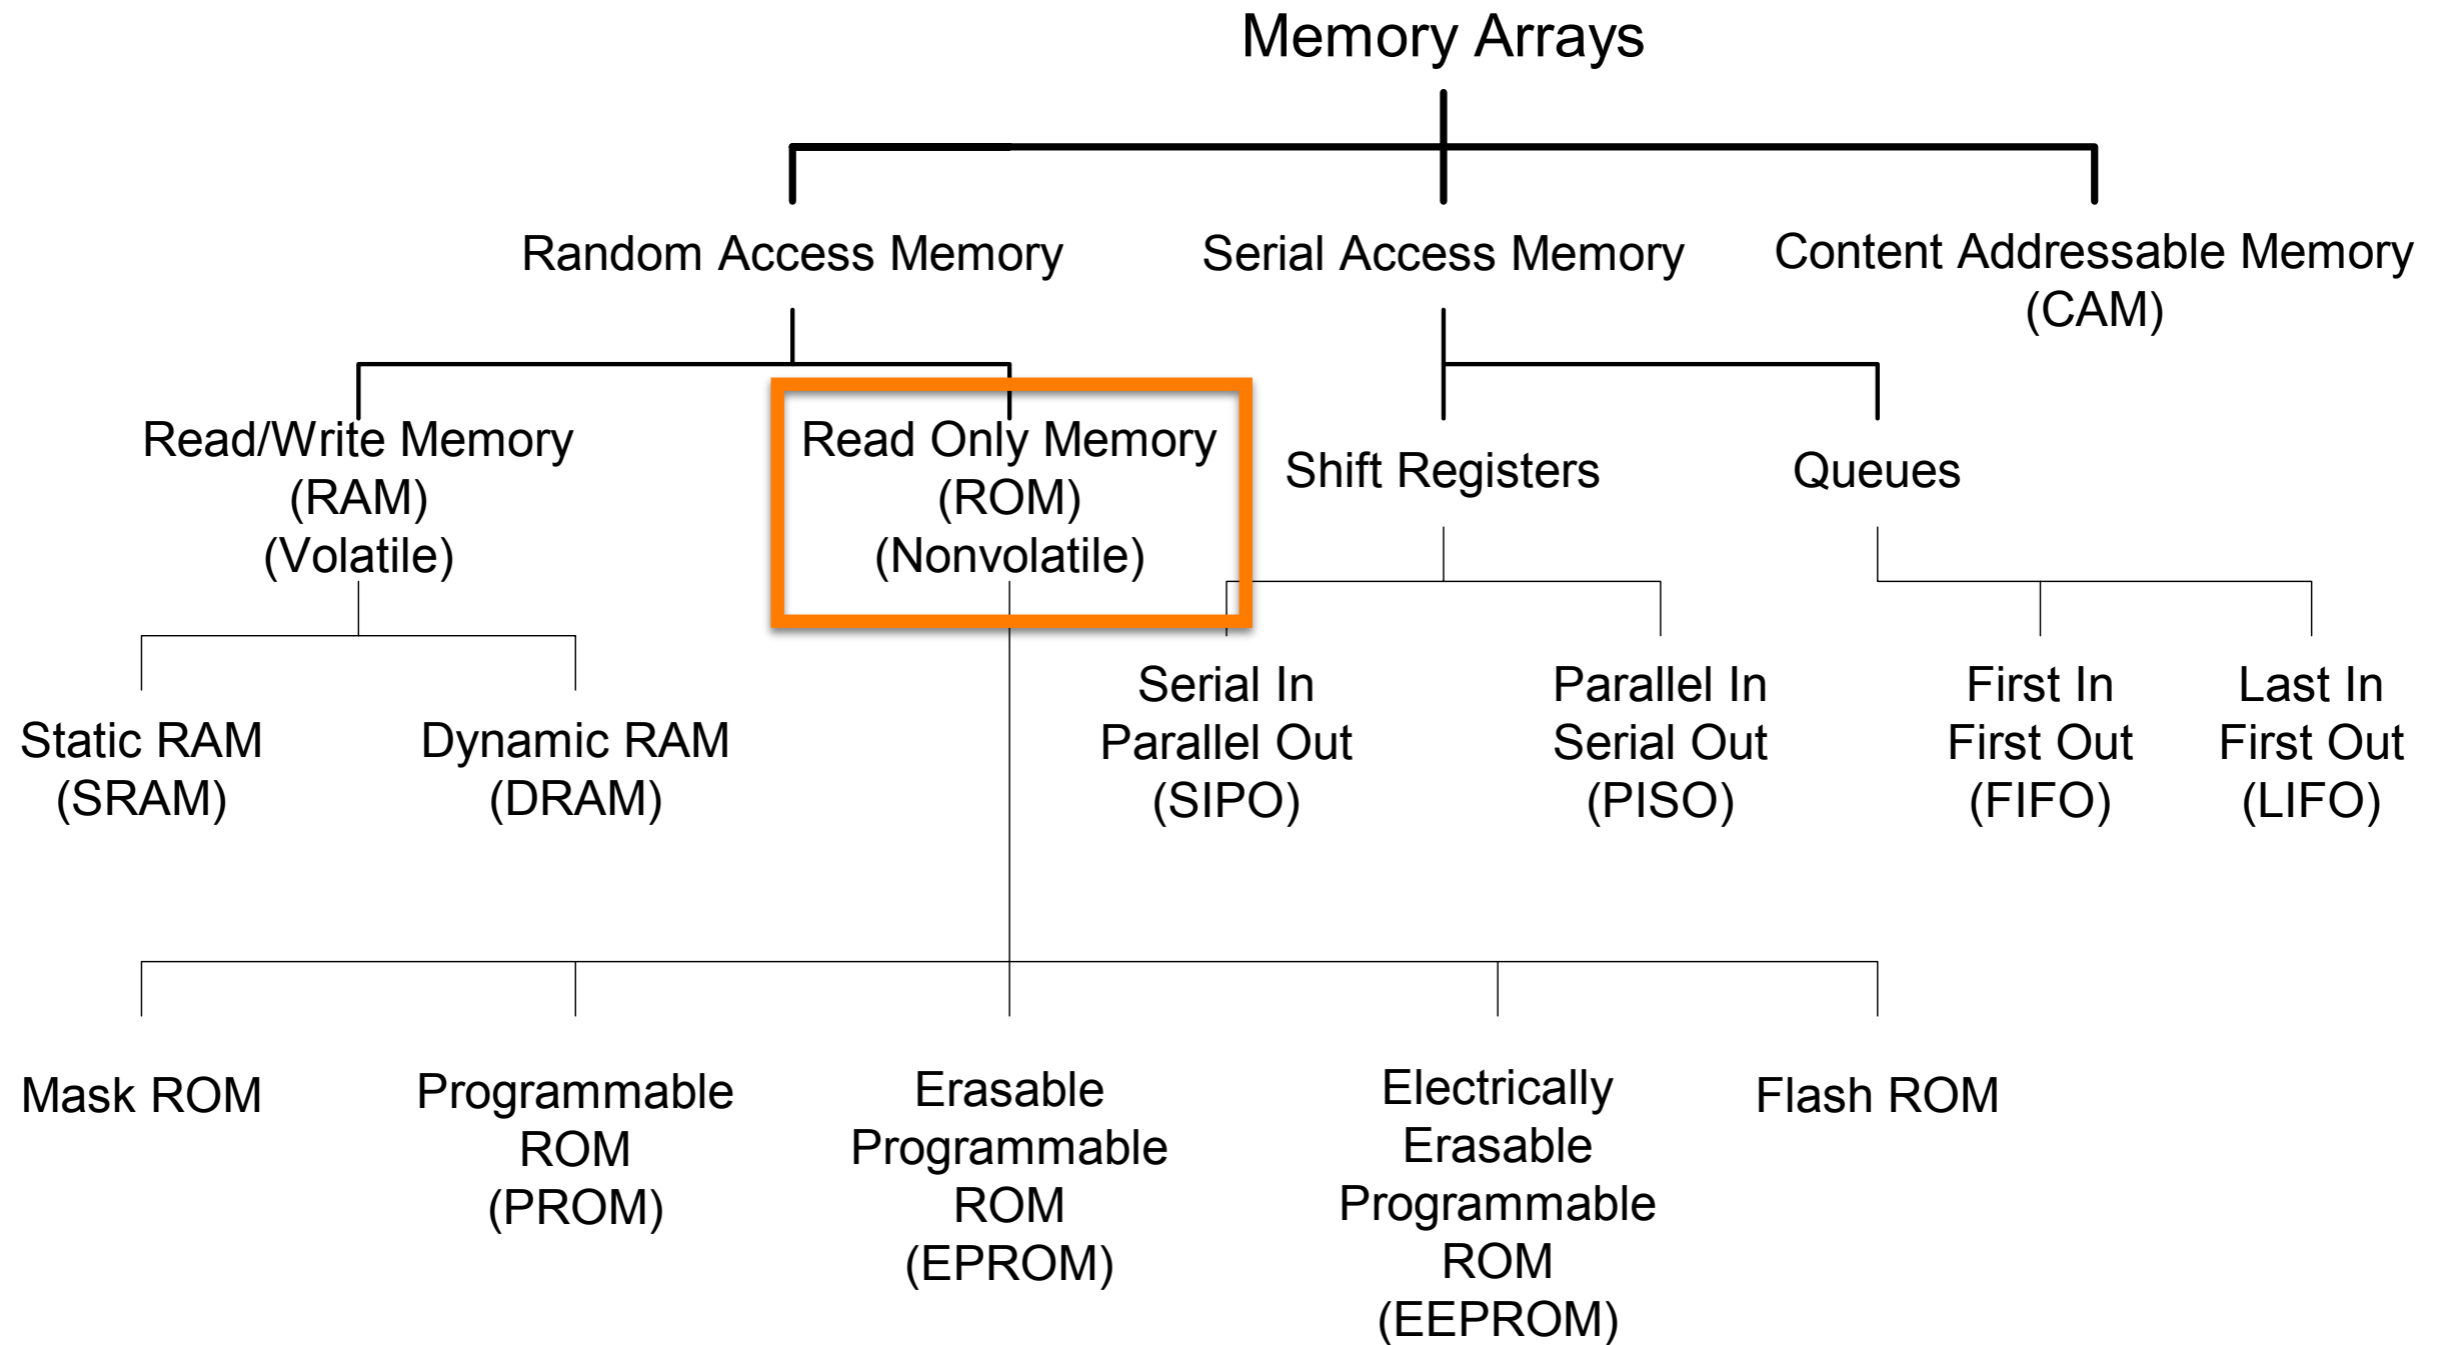 Memory Arrays
Random Access Memory
Serial Access Memory
Content Addressable Memory
(CAM)
Read/Write Memory
(RAM)
(Volatile)
Read Only Memory
(ROM)
(Nonvolatile)
Shift Registers
Queues
Static RAM
(SRAM)
Dynamic RAM
(DRAM)
Serial In
Parallel Out
(SIPO)
Parallel In
Serial Out
(PISO)
First In
First Out
(FIFO)
Last In
First Out
(LIFO)
Mask ROM
Programmable
ROM
(PROM)
Erasable
Programmable
ROM
(EPROM)
Electrically
Erasable
Programmable
ROM
(EEPROM)
Flash ROM